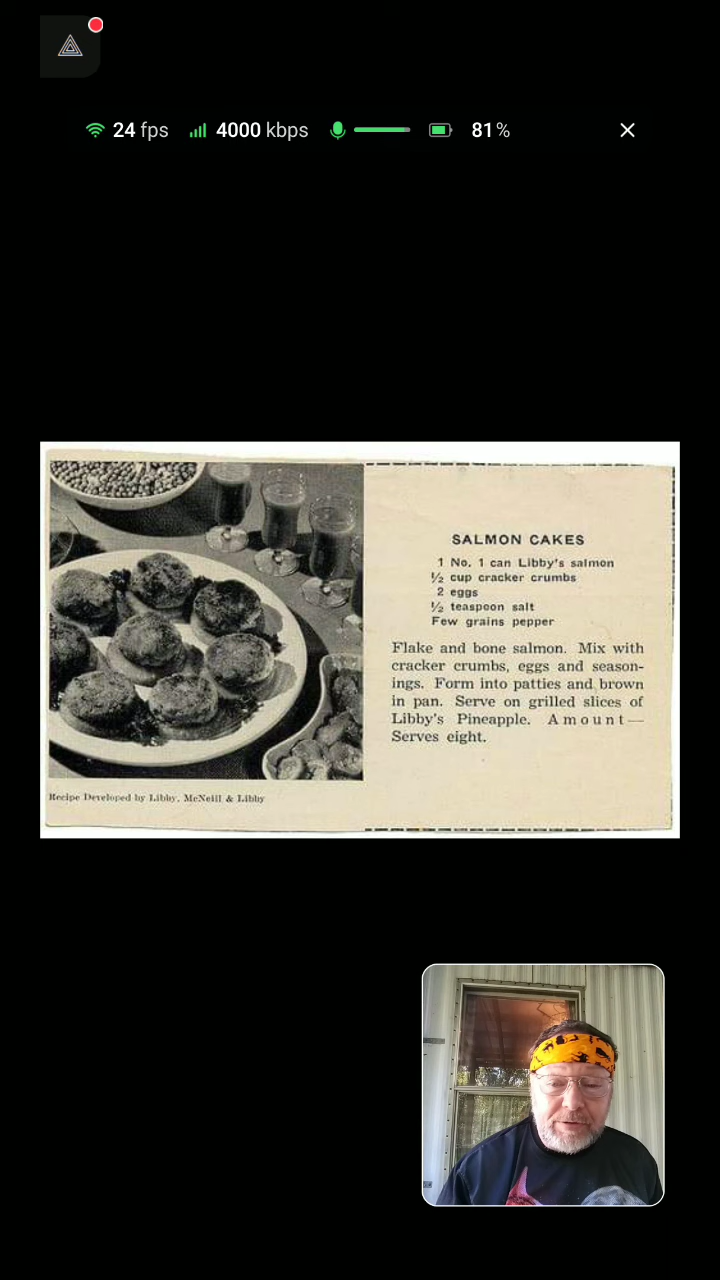 24 fps 4000 kbps 81%
SALMON CAKES
1 No. 1 can Libby's salmon
½ cup cracker crumbs
2 eggs
½ teaspoon salt
Few grains pepper
Flake and bone salmon. Mix with
cracker crumbs, eggs and season-
ings. Form into patties and brown
in pan. Serve on grilled slices of
Libby's Pineapple. Amount—
Serves eight.
Recipe Developed by Libby, McNeill & Libby